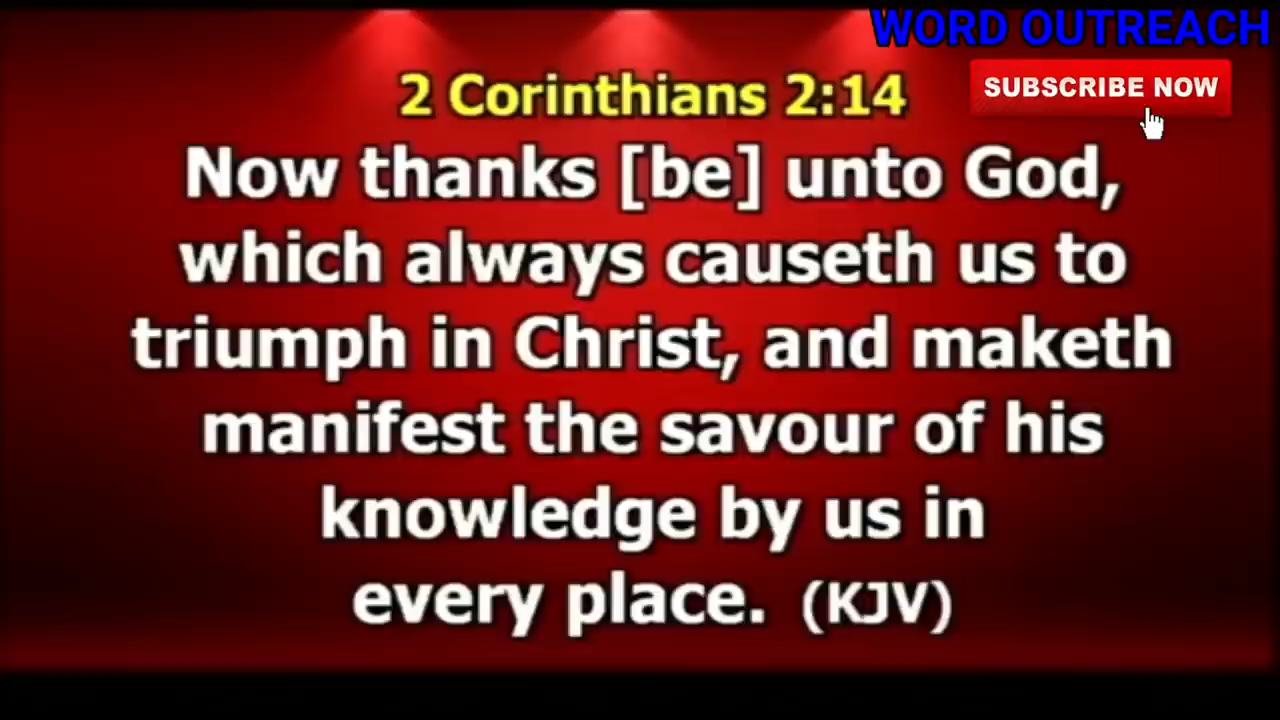 WORD OUTREACH
SUBSCRIBE NOW
2 Corinthians 2:14
Now thanks [be] unto God,
which always causeth us to
triumph in Christ, and maketh
manifest the savour of his
knowledge by us in
every place. (KJV)